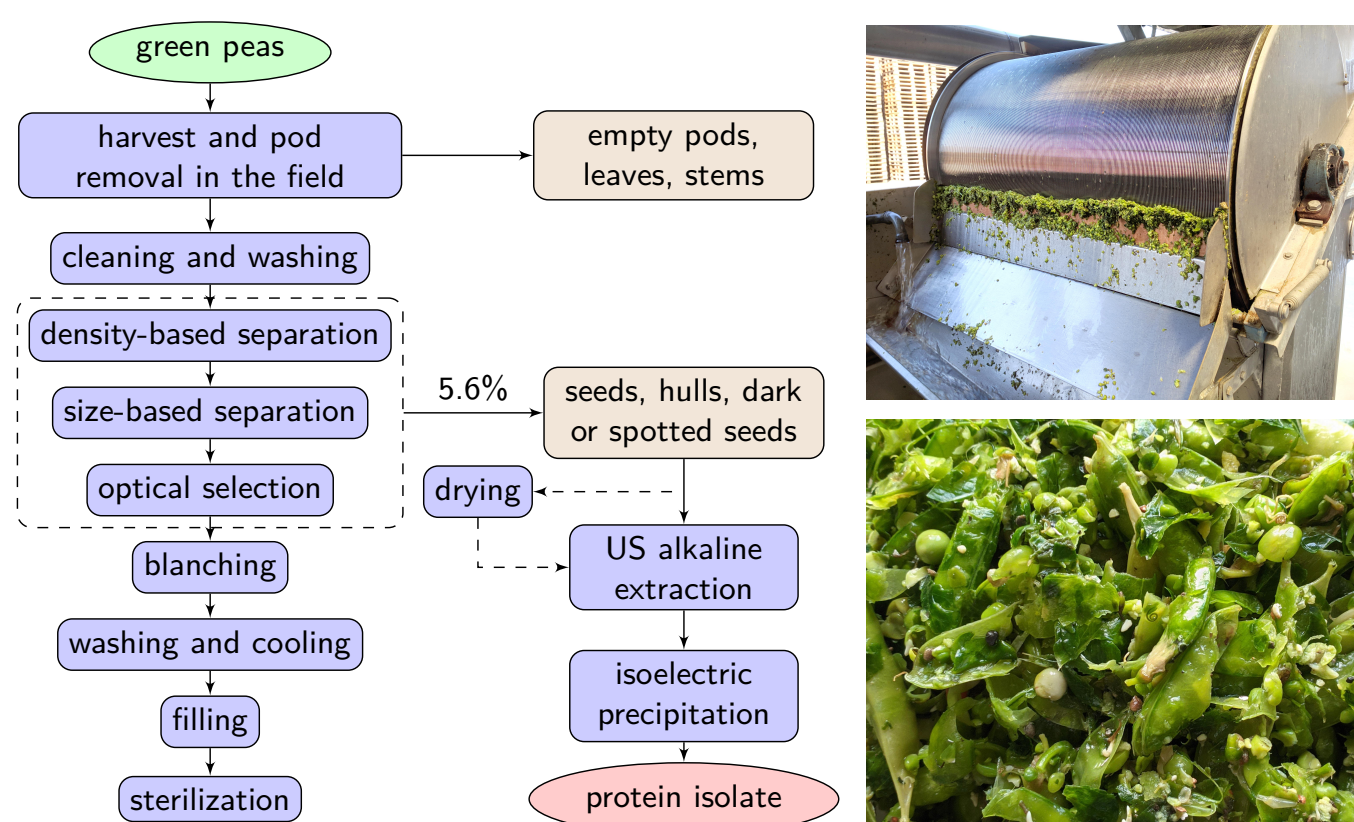 green peas
harvest and pod
removal in the field
empty pods,
leaves, stems
cleaning and washing
density-based separation
size-based separation
optical selection
5.6%
seeds, hulls, dark
or spotted seeds
drying
US alkaline
extraction
blanching
washing and cooling
isoelectric
precipitation
filling
sterilization
protein isolate